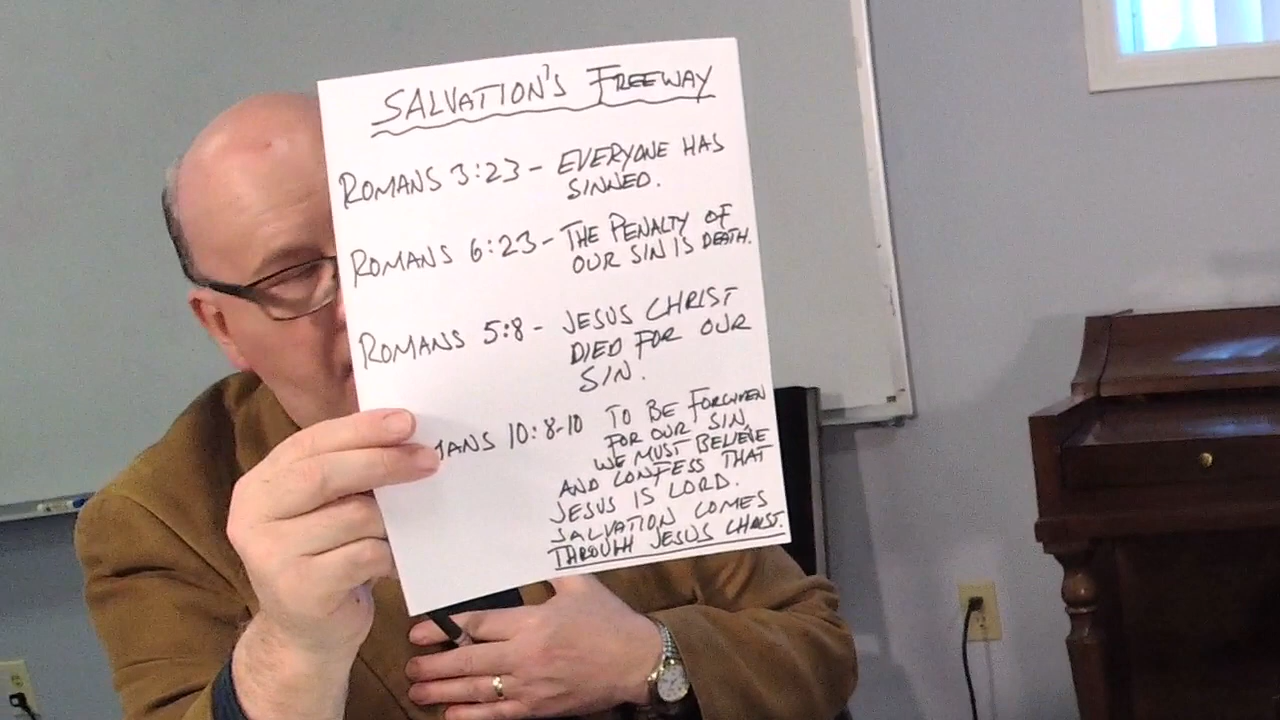 SALVATION'S FREEWAY
ROMANS 3:23 - EVERYONE HAS
SINNED.
ROMANS 6:23 - THE PENALTY OF
OUR SIN IS DEATH.
ROMANS 5:8 - JESUS CHRIST
DIED FOR OUR
SIN.
MANS 10:8-10 TO BE FORGIVEN
FOR OUR SIN,
WE MUST BELIEVE
AND CONFESS THAT
JESUS IS LORD.
SALVATION COMES
THROUGH JESUS CHRIST.